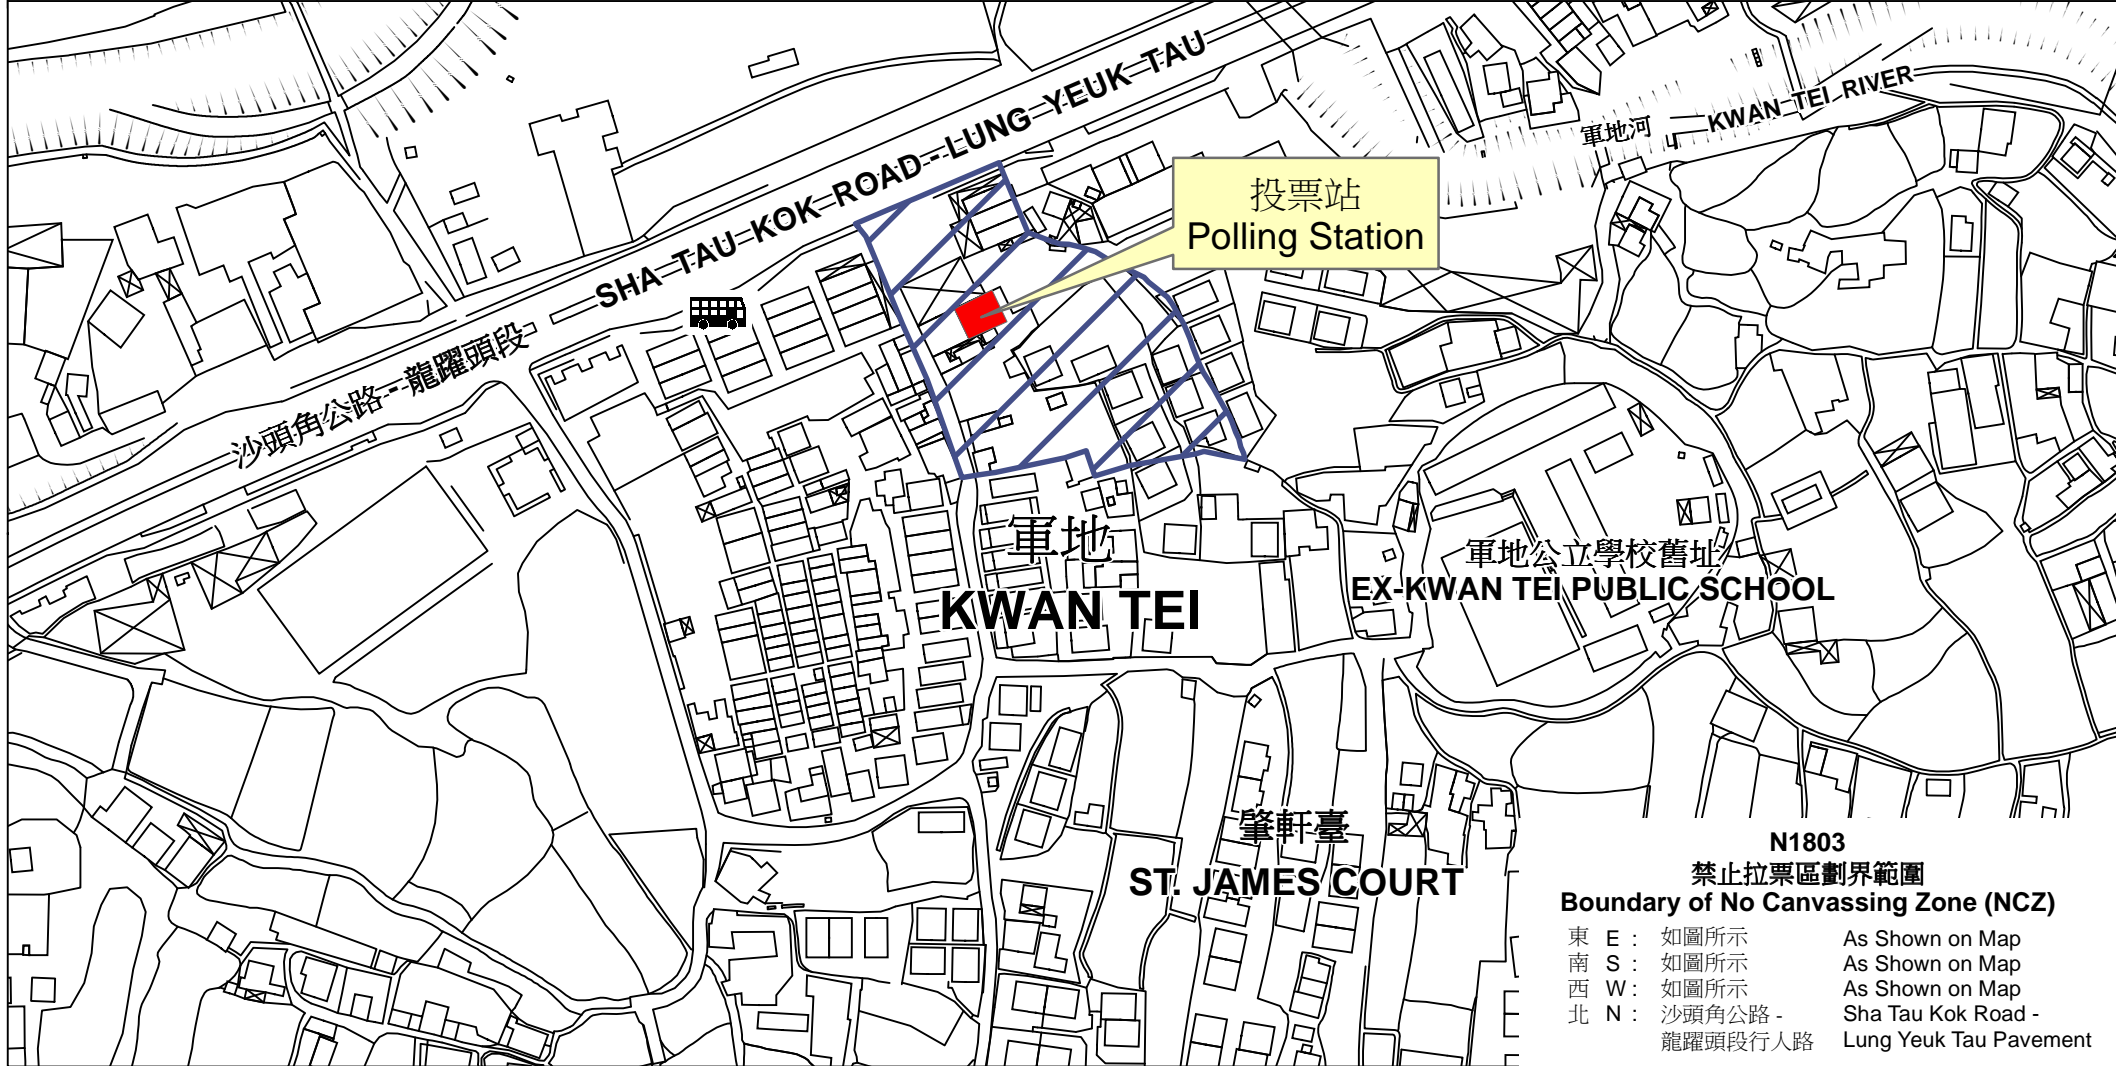 SHA TAU KOK ROAD - LUNG YEUK TAU
KWAN TEI RIVER
軍地河
投票站
Polling Station
沙頭角公路 - 龍躍頭段
軍地
KWAN TEI
軍地公立學校舊址
EX-KWAN TEI PUBLIC SCHOOL
肇軒臺
ST. JAMES COURT
N1803
禁止拉票區劃界範圍
Boundary of No Canvassing Zone (NCZ)
東 E : 如圖所示 As Shown on Map
南 S : 如圖所示 As Shown on Map
西 W : 如圖所示 As Shown on Map
北 N : 沙頭角公路 - Sha Tau Kok Road -
龍躍頭段行人路 Lung Yeuk Tau Pavement